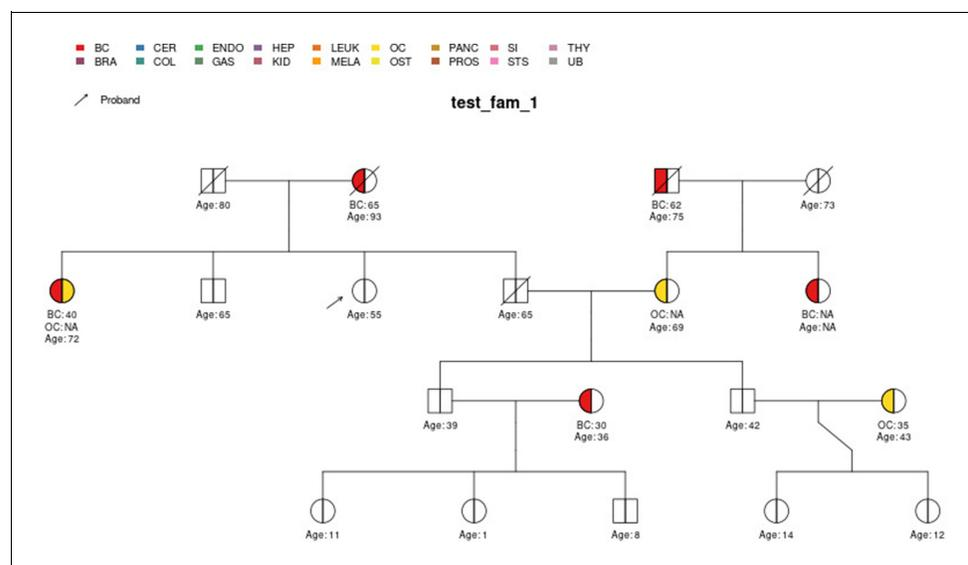 BC CER ENDO HEP LEUK OC PANC SI THY
BRA COL GAS KID MELA OST PROS STS UB
Proband
test_fam_1
Age:80
BC:65
Age:93
BC:62
Age:75
Age:73
BC:40
OC:NA
Age:72
Age:65
Age:55
Age:65
OC:NA
Age:69
BC:NA
Age:NA
Age:39
BC:30
Age:36
Age:42
OC:35
Age:43
Age:11
Age:1
Age:8
Age:14
Age:12